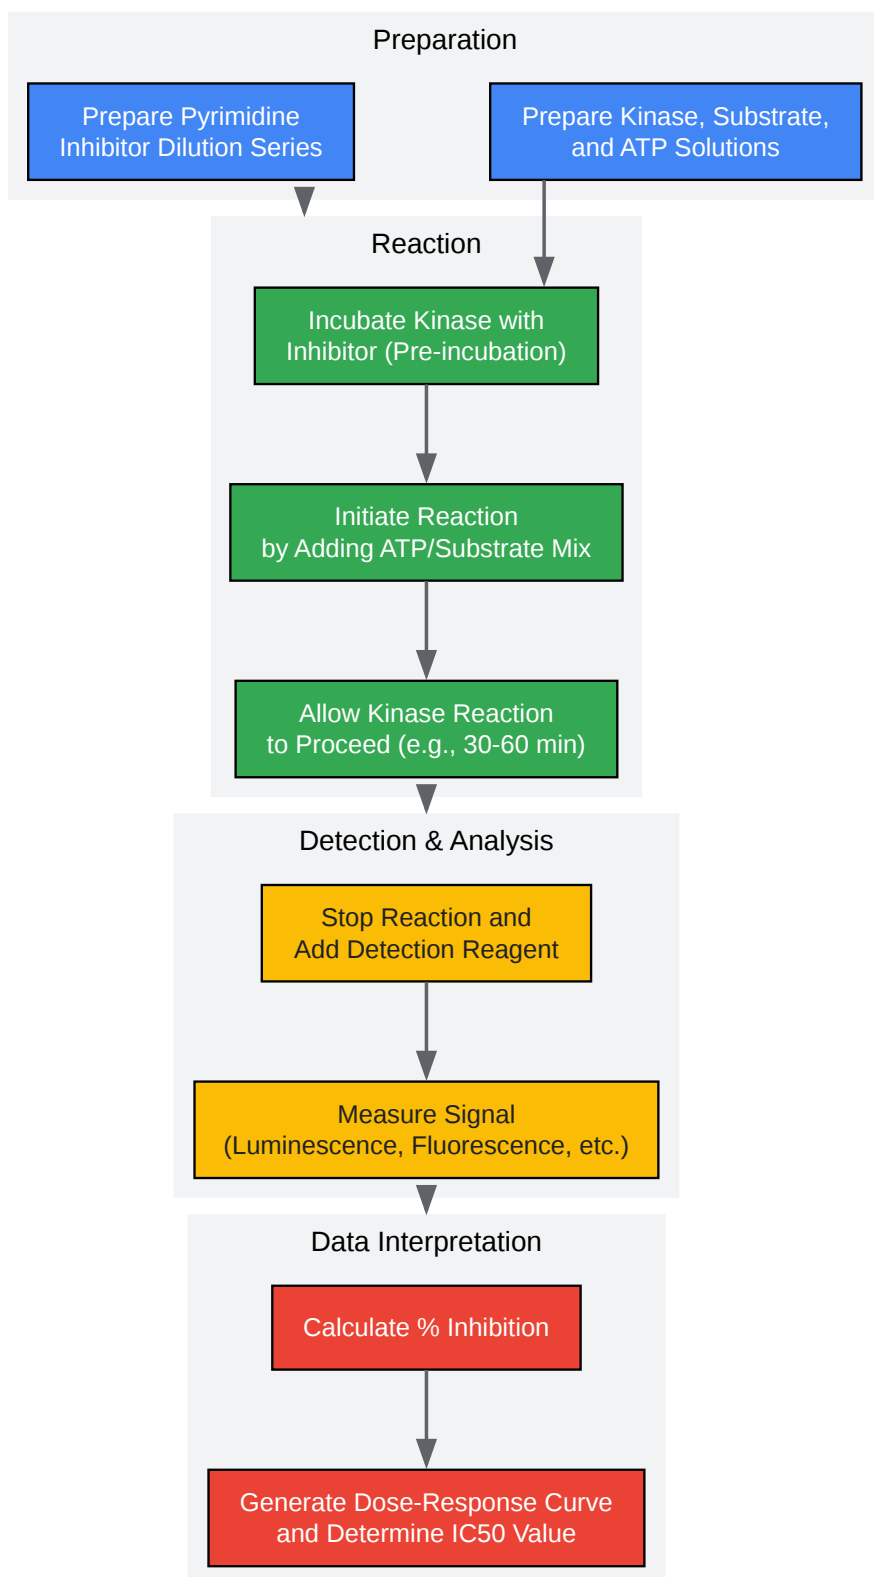 Preparation
Prepare Pyrimidine
Inhibitor Dilution Series
Prepare Kinase, Substrate,
and ATP Solutions
Reaction
Incubate Kinase with
Inhibitor (Pre-incubation)
Initiate Reaction
by Adding ATP/Substrate Mix
Allow Kinase Reaction
to Proceed (e.g., 30-60 min)
Detection & Analysis
Stop Reaction and
Add Detection Reagent
Measure Signal
(Luminescence, Fluorescence, etc.)
Data Interpretation
Calculate % Inhibition
Generate Dose-Response Curve
and Determine IC50 Value